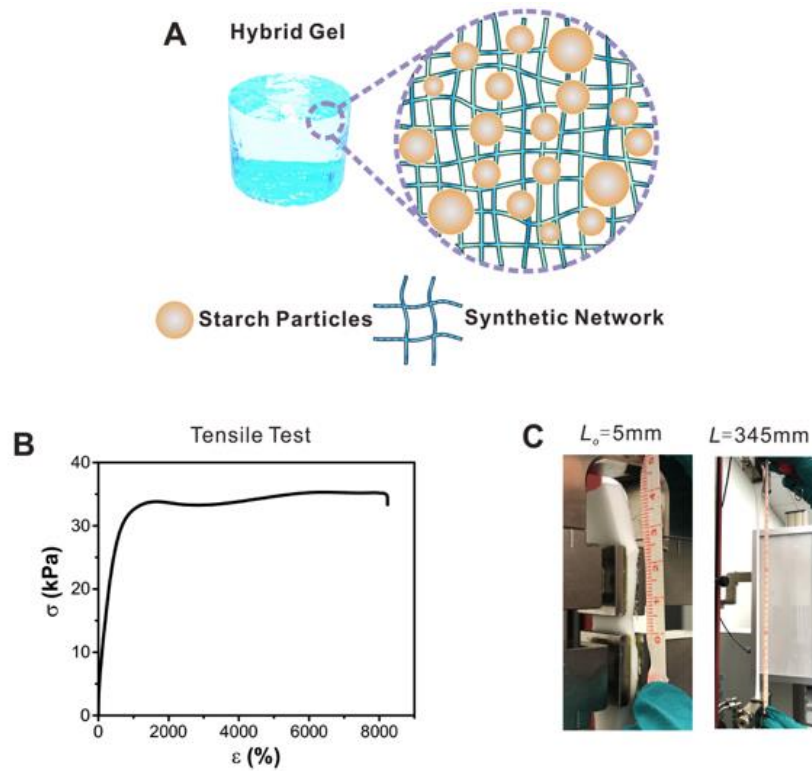 A
Hybrid Gel
Starch Particles
Synthetic Network
B
Tensile Test
σ (kPa)
40
30
20
10
0
0 2000 4000 6000 8000
ε (%)
C
Lₒ=5mm
L=345mm